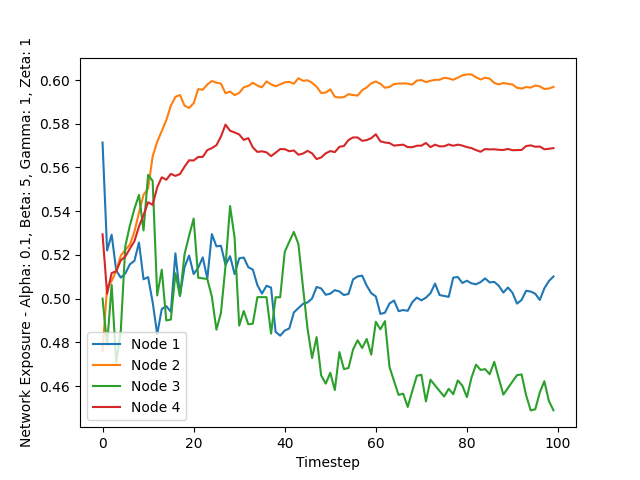 Network Exposure - Alpha: 0.1, Beta: 5, Gamma: 1, Zeta: 1
0.60
0.58
0.56
0.54
0.52
0.50
0.48
0.46
Node 1
Node 2
Node 3
Node 4
0 20 40 60 80 100
Timestep